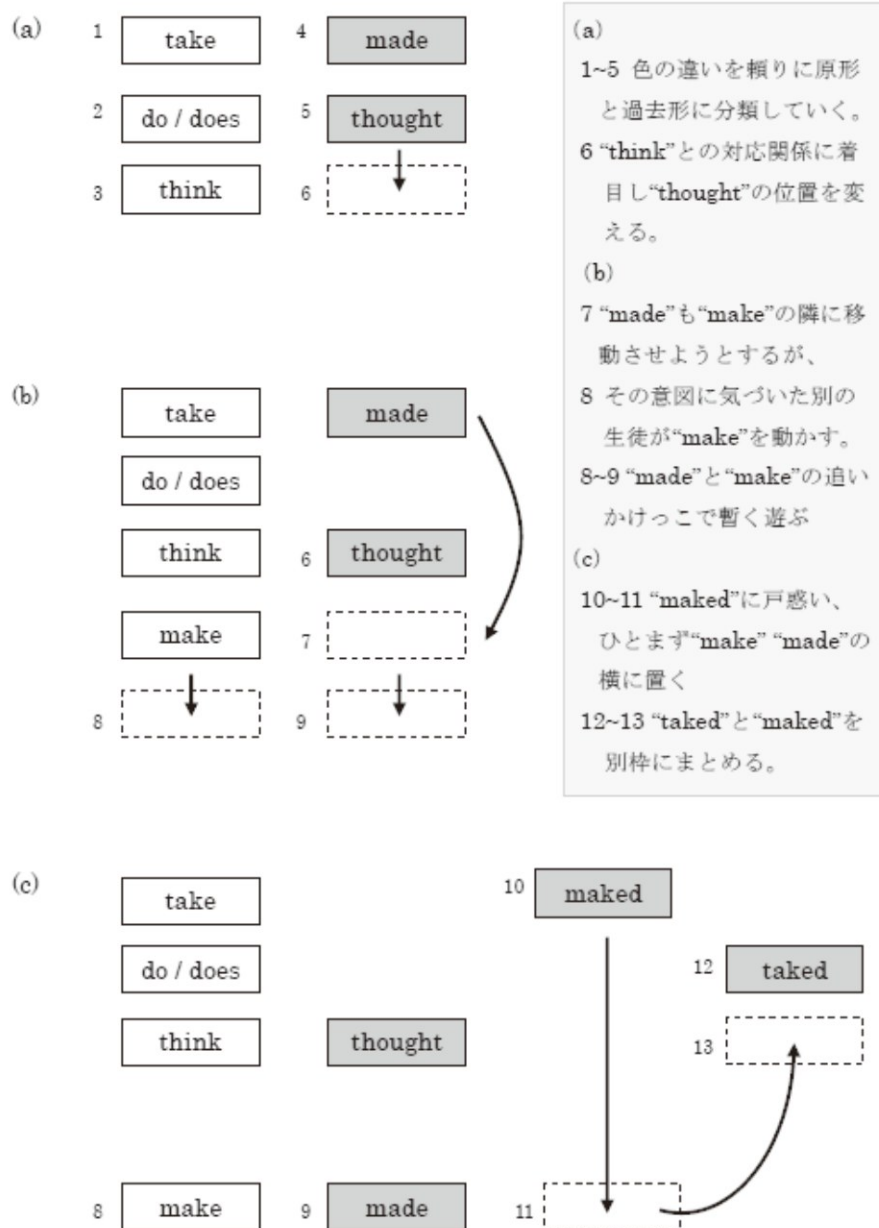 (a)
1 take 4 made
2 do / does 5 thought
3 think 6
(b)
take made
do / does
think 6 thought
make 7
8 9
(c)
take 10 maked
do / does 12 taked
think thought 13
8 make 9 made 11
(a)
1~5 色の違いを頼りに原形
と過去形に分類していく。
6 “think”との対応関係に着
目し“thought”の位置を変
える。
(b)
7 “made”も“make”の隣に移
動させようとするが、
8 その意図に気づいた別の
生徒が“make”を動かす。
8~9 “made”と“make”の追い
かけっこで暫く遊ぶ
(c)
10~11 “maked”に戸惑い、
ひとまず“make” “made”の
横に置く
12~13 “taked”と“maked”を
別枠にまとめる。